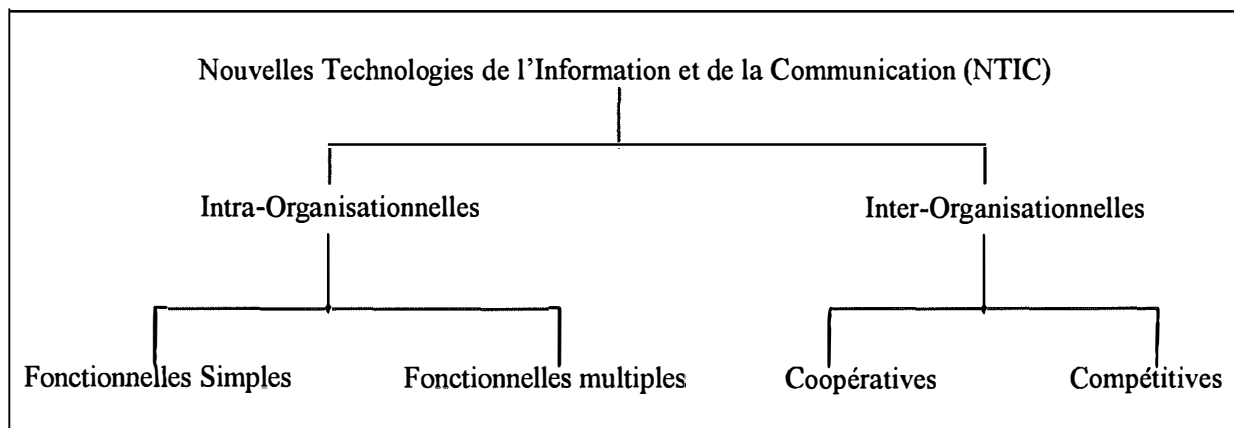 Nouvelles Technologies de l'Information et de la Communication (NTIC)
Intra-Organisationnelles Inter-Organisationnelles
Fonctionnelles Simples Fonctionnelles multiples Coopératives Compétitives